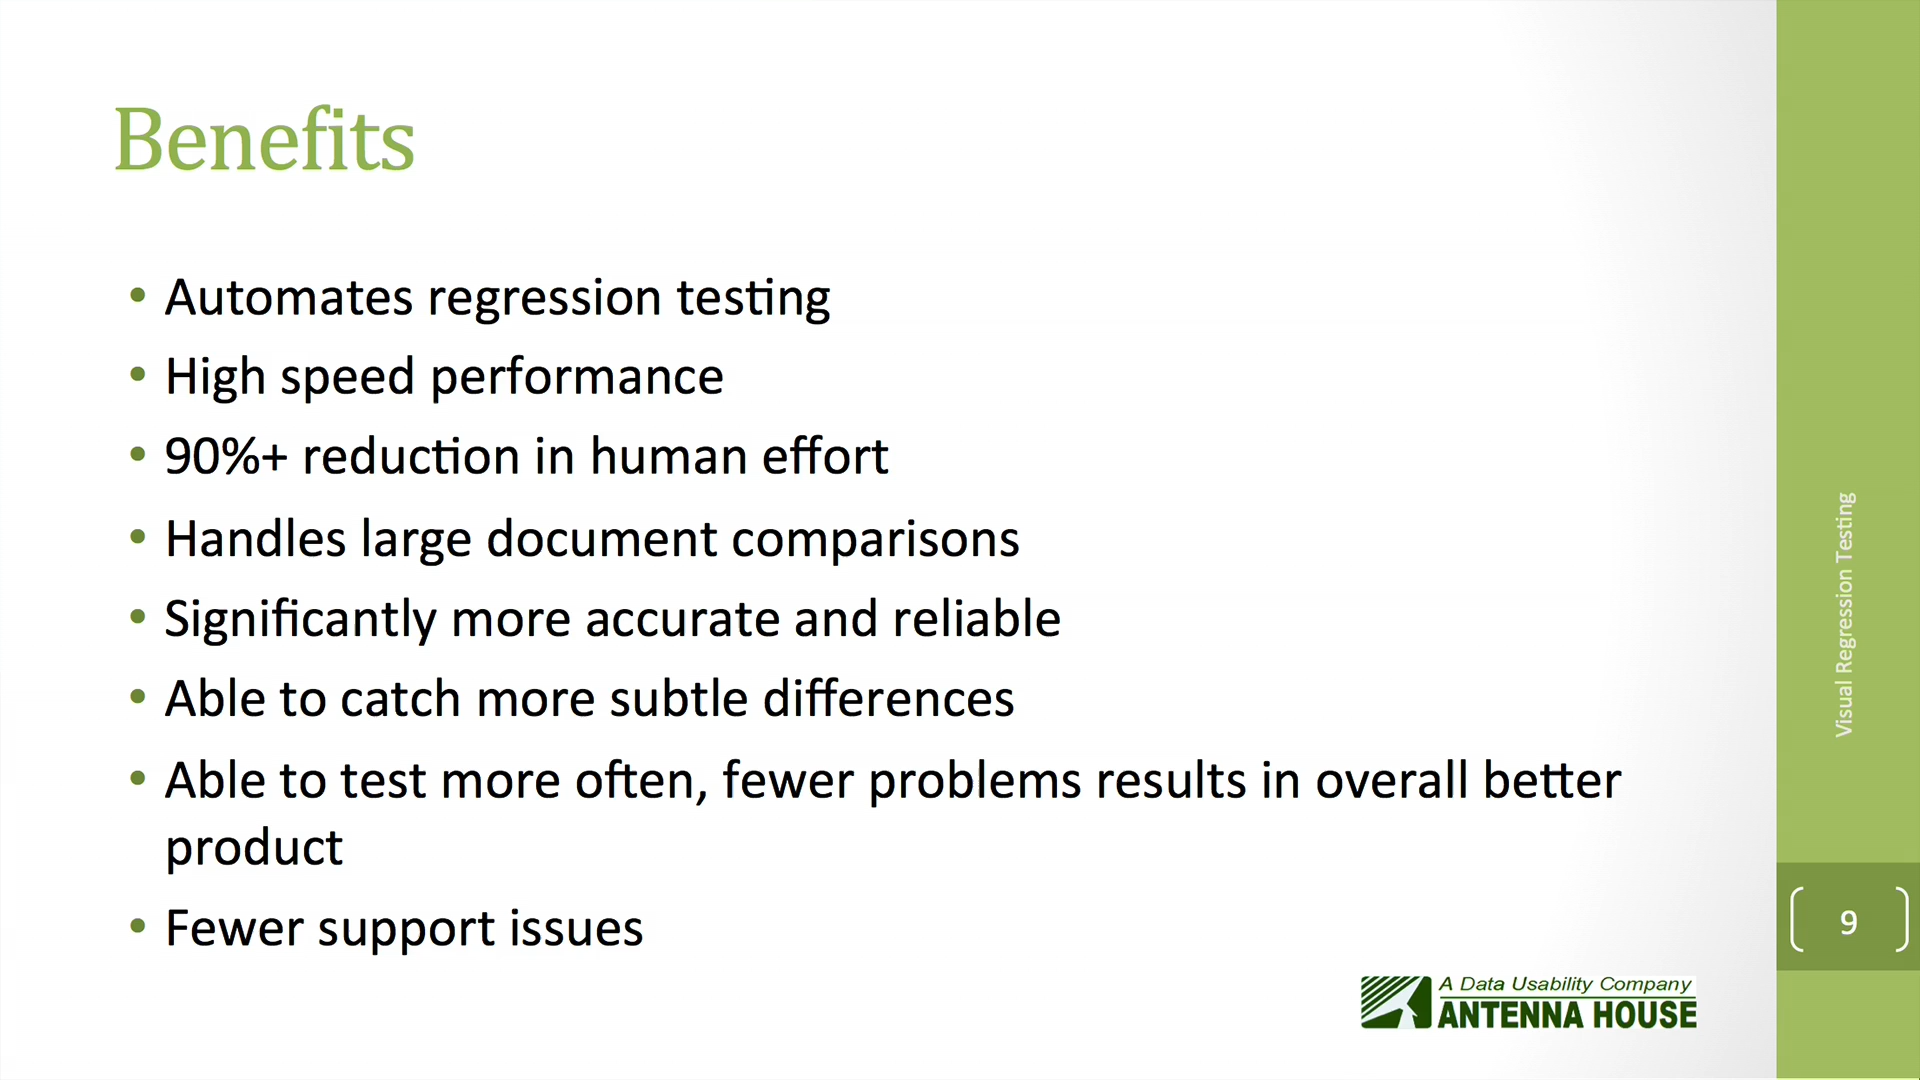 Benefits
• Automates regression testing
• High speed performance
• 90%+ reduction in human effort
• Handles large document comparisons
• Significantly more accurate and reliable
• Able to catch more subtle differences
• Able to test more often, fewer problems results in overall better
product
• Fewer support issues
Visual Regression Testing
9
A Data Usability Company
ANTENNA HOUSE